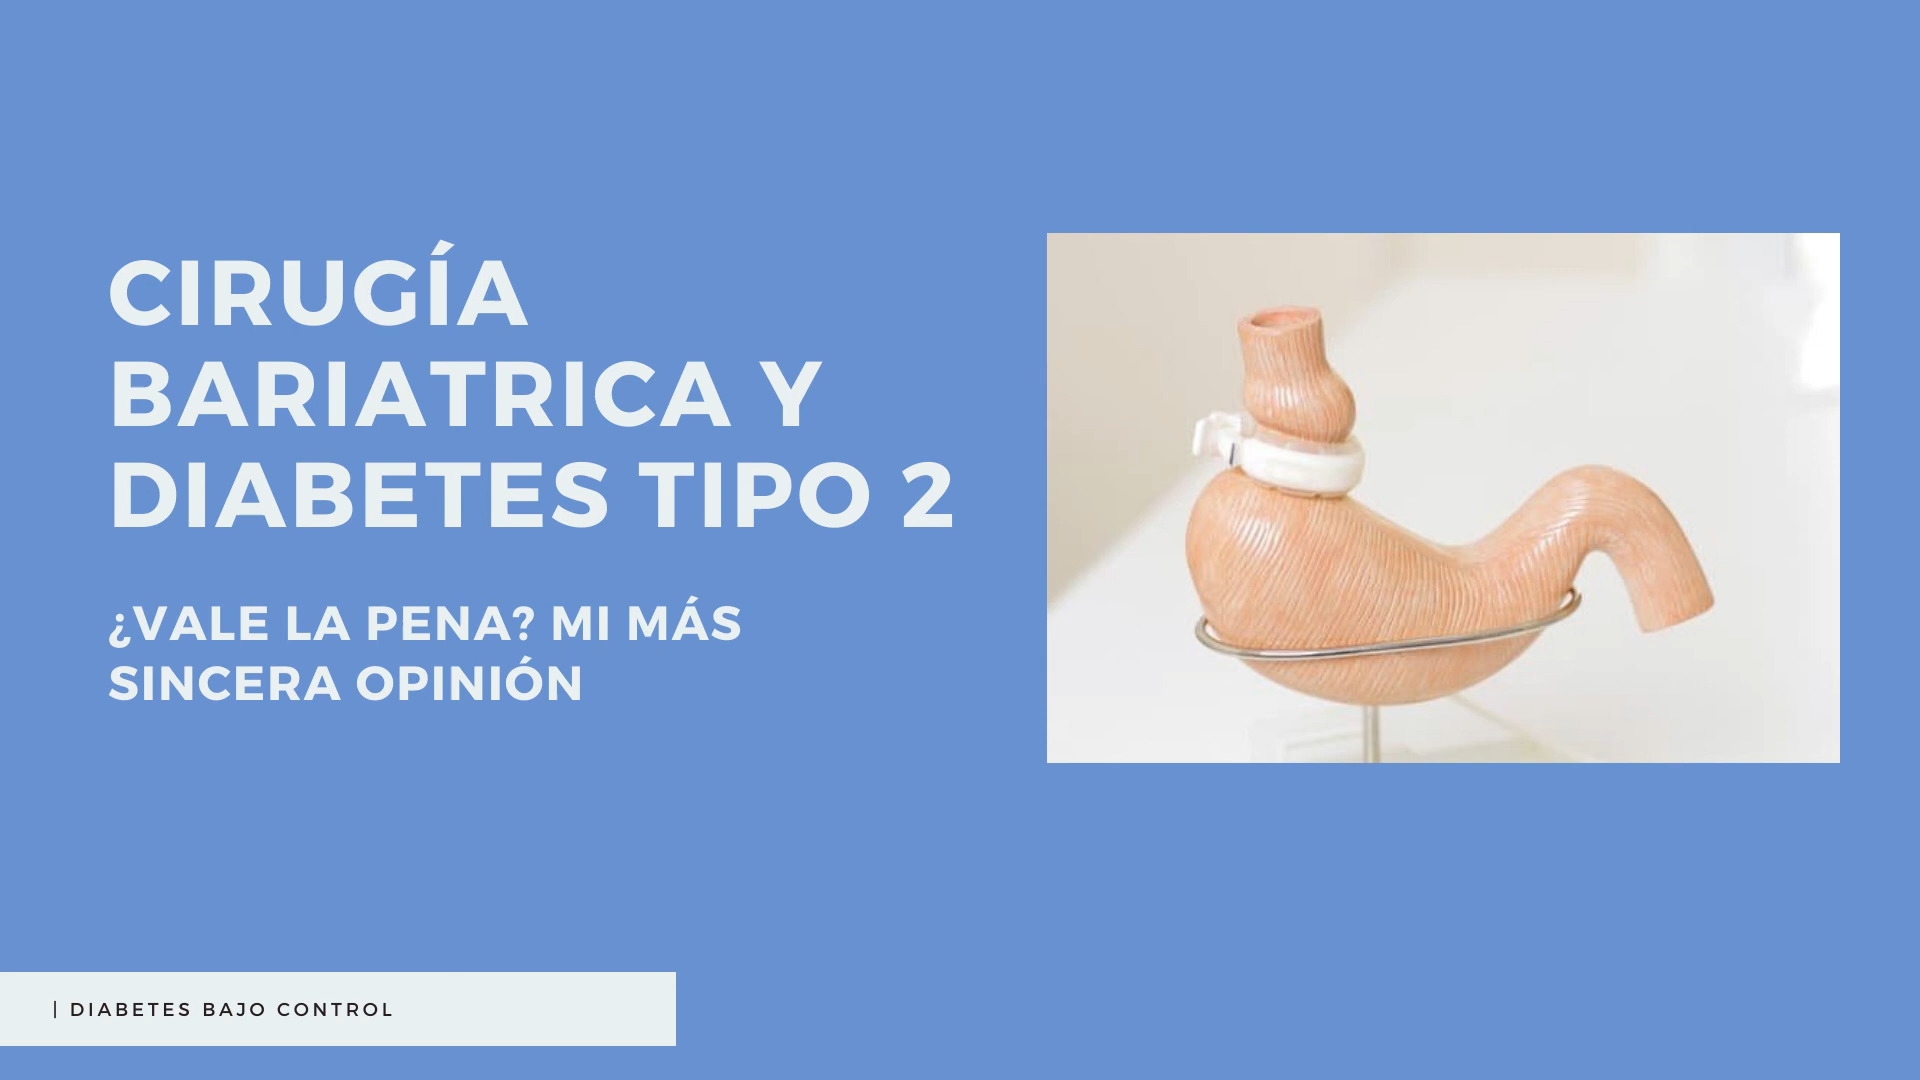 CIRUGÍA
BARIATRICA Y
DIABETES TIPO 2
¿VALE LA PENA? MI MÁS
SINCERA OPINIÓN
| DIABETES BAJO CONTROL